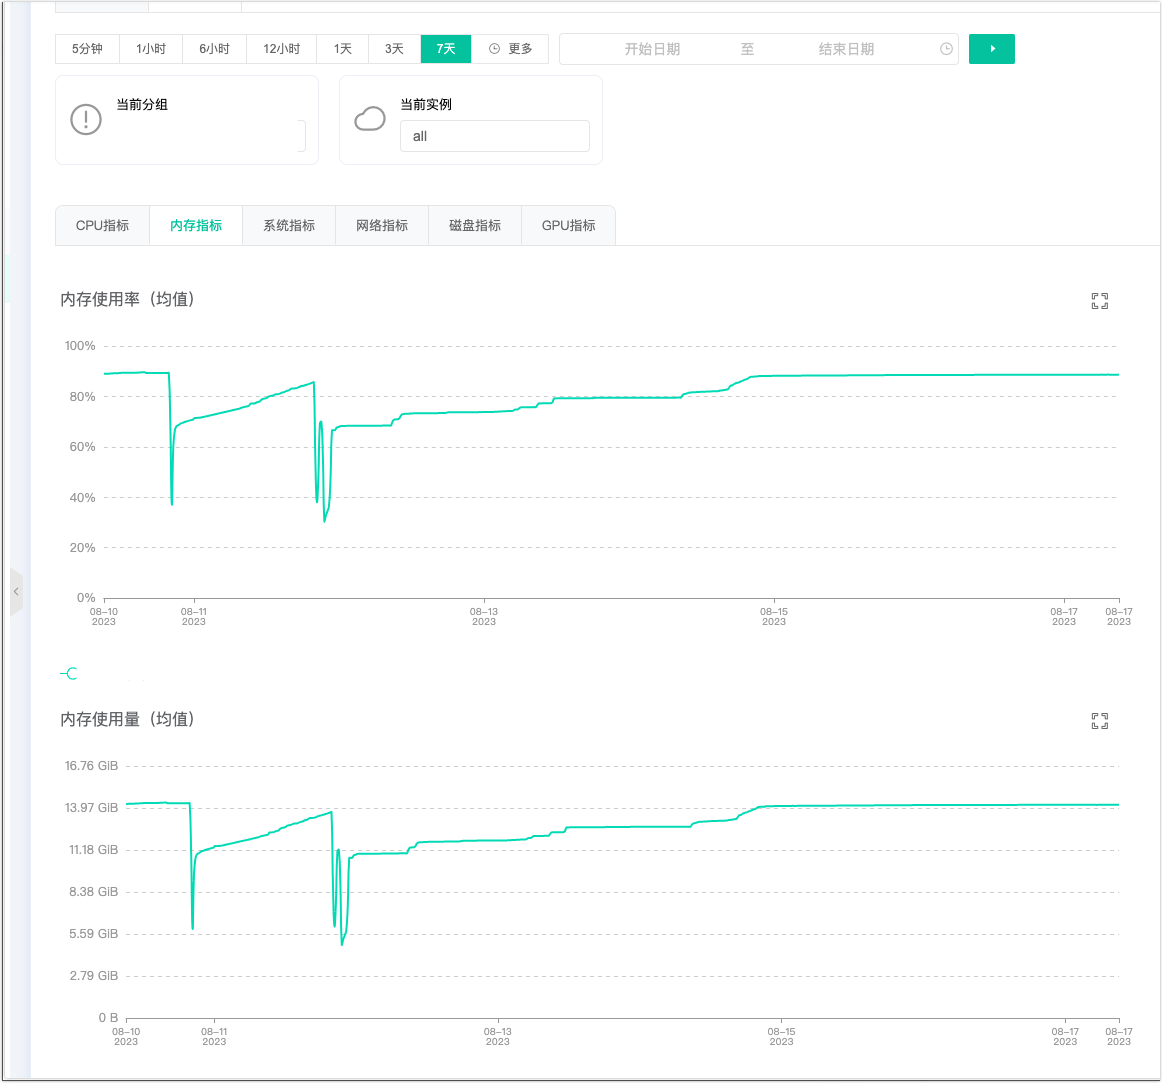 5分钟 1小时 6小时 12小时 1天 3天 7天 更多 开始日期 至 结束日期
当前分组 当前实例
all
CPU指标 内存指标 系统指标 网络指标 磁盘指标 GPU指标
内存使用率（均值）
100%
80%
60%
40%
20%
0%
08-10 08-11 08-13 08-15 08-17 08-17
2023 2023 2023 2023 2023 2023
内存使用量（均值）
16.76 GiB
13.97 GiB
11.18 GiB
8.38 GiB
5.59 GiB
2.79 GiB
0 B
08-10 08-11 08-13 08-15 08-17 08-17
2023 2023 2023 2023 2023 2023